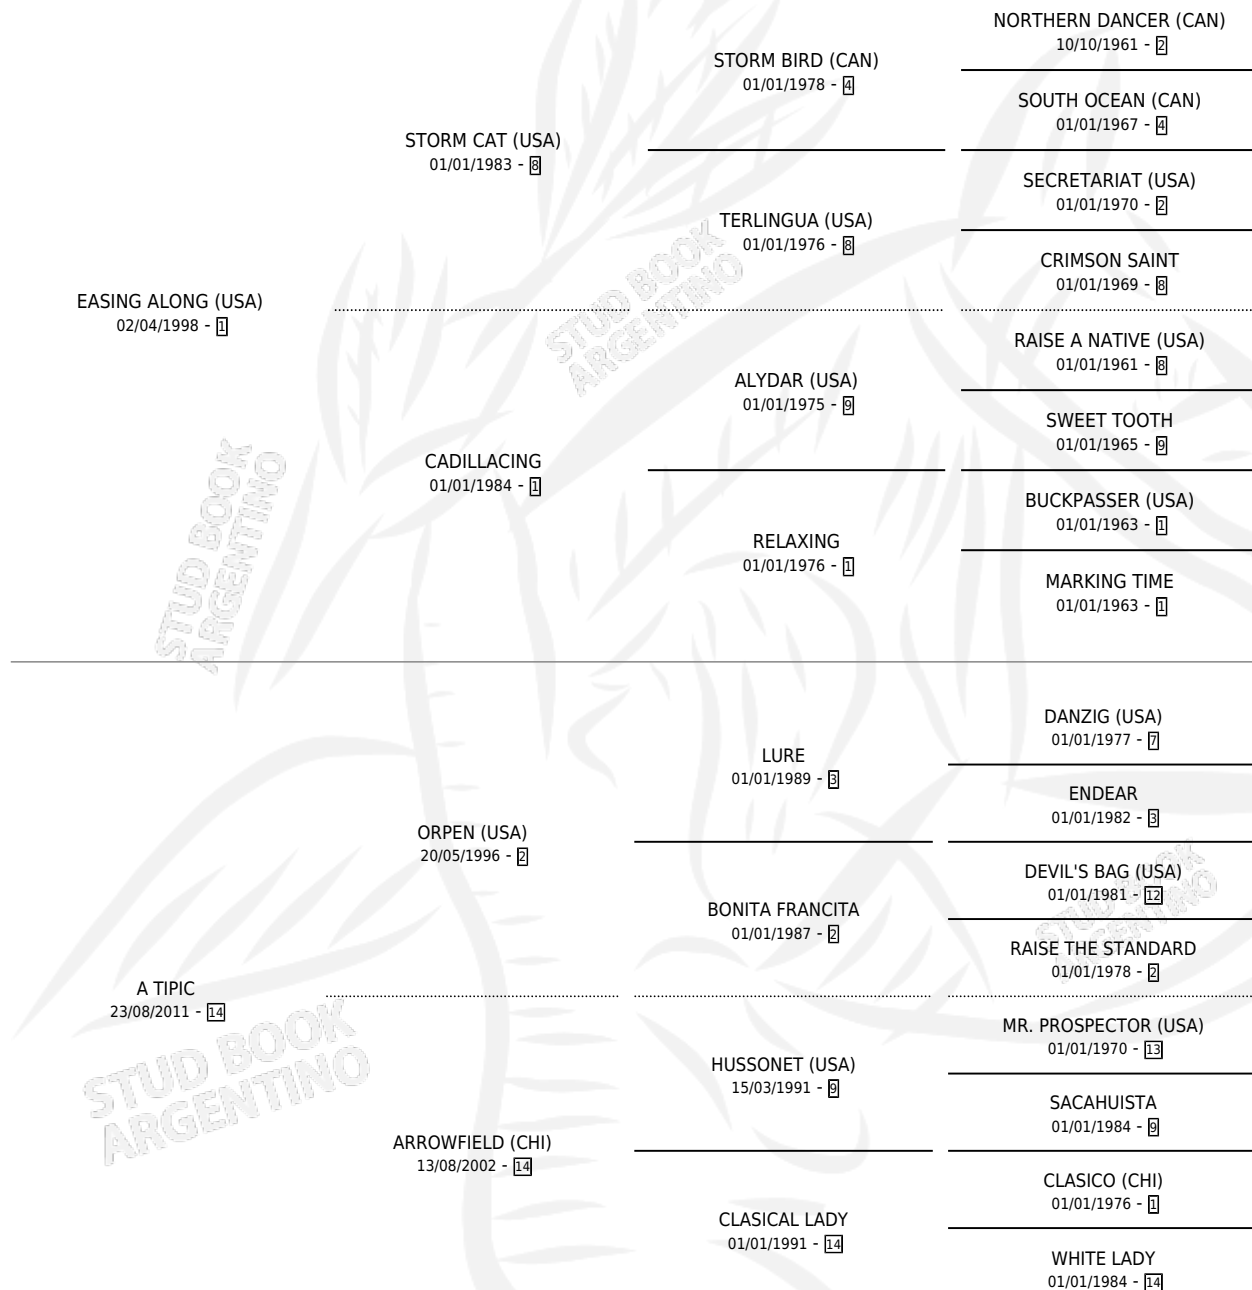 NORTHERN DANCER (CAN)
10/10/1961 - 2
STORM BIRD (CAN)
01/01/1978 - 4
SOUTH OCEAN (CAN)
01/01/1967 - 4
STORM CAT (USA)
01/01/1983 - 8
SECRETARIAT (USA)
01/01/1970 - 2
TERLINGUA (USA)
01/01/1976 - 8
CRIMSON SAINT
01/01/1969 - 8
EASING ALONG (USA)
02/04/1998 - 1
RAISE A NATIVE (USA)
01/01/1961 - 8
ALYDAR (USA)
01/01/1975 - 9
SWEET TOOTH
01/01/1965 - 9
CADILLACING
01/01/1984 - 1
BUCKPASSER (USA)
01/01/1963 - 1
RELAXING
01/01/1976 - 1
MARKING TIME
01/01/1963 - 1
DANZIG (USA)
01/01/1977 - 7
LURE
01/01/1989 - 3
ENDEAR
01/01/1982 - 3
ORPEN (USA)
20/05/1996 - 2
DEVIL'S BAG (USA)
01/01/1981 - 12
BONITA FRANCITA
01/01/1987 - 2
RAISE THE STANDARD
01/01/1978 - 2
A TIPIC
23/08/2011 - 14
MR. PROSPECTOR (USA)
01/01/1970 - 13
HUSSONET (USA)
15/03/1991 - 9
SACAHUISTA
01/01/1984 - 9
ARROWFIELD (CHI)
13/08/2002 - 14
CLASICO (CHI)
01/01/1976 - 1
CLASICAL LADY
01/01/1991 - 14
WHITE LADY
01/01/1984 - 14
STUD BOOK
ARGENTINO
STUD BOOK
ARGENTINO
STUD BOOK
ARGENTINO
STUD BOOK
ARGENTINO